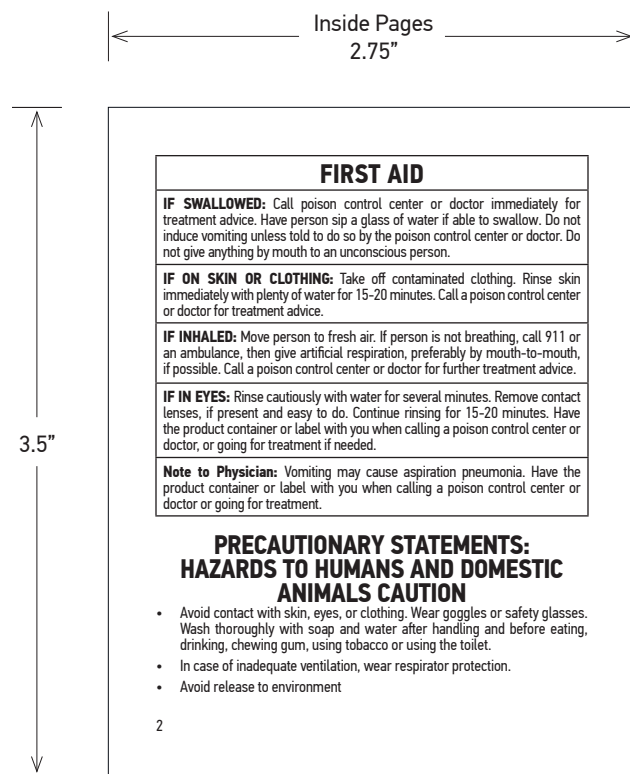 Inside Pages
2.75”
3.5”
FIRST AID
IF SWALLOWED: Call poison control center or doctor immediately for
treatment advice. Have person sip a glass of water if able to swallow. Do not
induce vomiting unless told to do so by the poison control center or doctor. Do
not give anything by mouth to an unconscious person.
IF ON SKIN OR CLOTHING: Take off contaminated clothing. Rinse skin
immediately with plenty of water for 15-20 minutes. Call a poison control center
or doctor for treatment advice.
IF INHALED: Move person to fresh air. If person is not breathing, call 911 or
an ambulance, then give artificial respiration, preferably by mouth-to-mouth,
if possible. Call a poison control center or doctor for further treatment advice.
IF IN EYES: Rinse cautiously with water for several minutes. Remove contact
lenses, if present and easy to do. Continue rinsing for 15-20 minutes. Have
the product container or label with you when calling a poison control center or
doctor, or going for treatment if needed.
Note to Physician: Vomiting may cause aspiration pneumonia. Have the
product container or label with you when calling a poison control center or
doctor or going for treatment.
PRECAUTIONARY STATEMENTS:
HAZARDS TO HUMANS AND DOMESTIC
ANIMALS CAUTION
• Avoid contact with skin, eyes, or clothing. Wear goggles or safety glasses.
Wash thoroughly with soap and water after handling and before eating,
drinking, chewing gum, using tobacco or using the toilet.
• In case of inadequate ventilation, wear respirator protection.
• Avoid release to environment
2